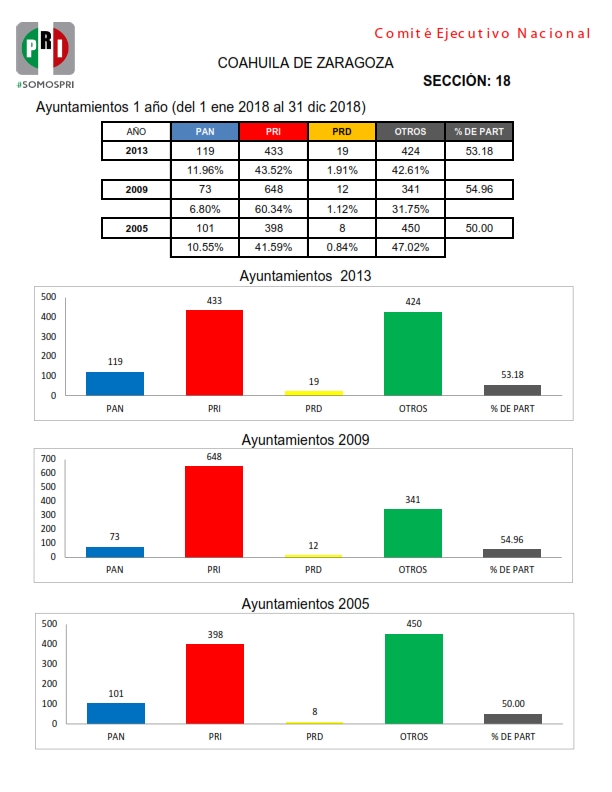 Comité Ejecutivo Nacional
PRI
#SOMOSPRI
COAHUILA DE ZARAGOZA
SECCIÓN: 18
Ayuntamientos 1 año (del 1 ene 2018 al 31 dic 2018)
AÑO PAN PRI PRD OTROS % DE PART
2013 119 433 19 424 53.18
11.96% 43.52% 1.91% 42.61%
2009 73 648 12 341 54.96
6.80% 60.34% 1.12% 31.75%
2005 101 398 8 450 50.00
10.55% 41.59% 0.84% 47.02%
Ayuntamientos 2013
500
400
300
200
100
0
119 433 19 424 53.18
PAN PRI PRD OTROS % DE PART
Ayuntamientos 2009
700
600
500
400
300
200
100
0
73 648 12 341 54.96
PAN PRI PRD OTROS % DE PART
Ayuntamientos 2005
500
400
300
200
100
0
101 398 8 450 50.00
PAN PRI PRD OTROS % DE PART